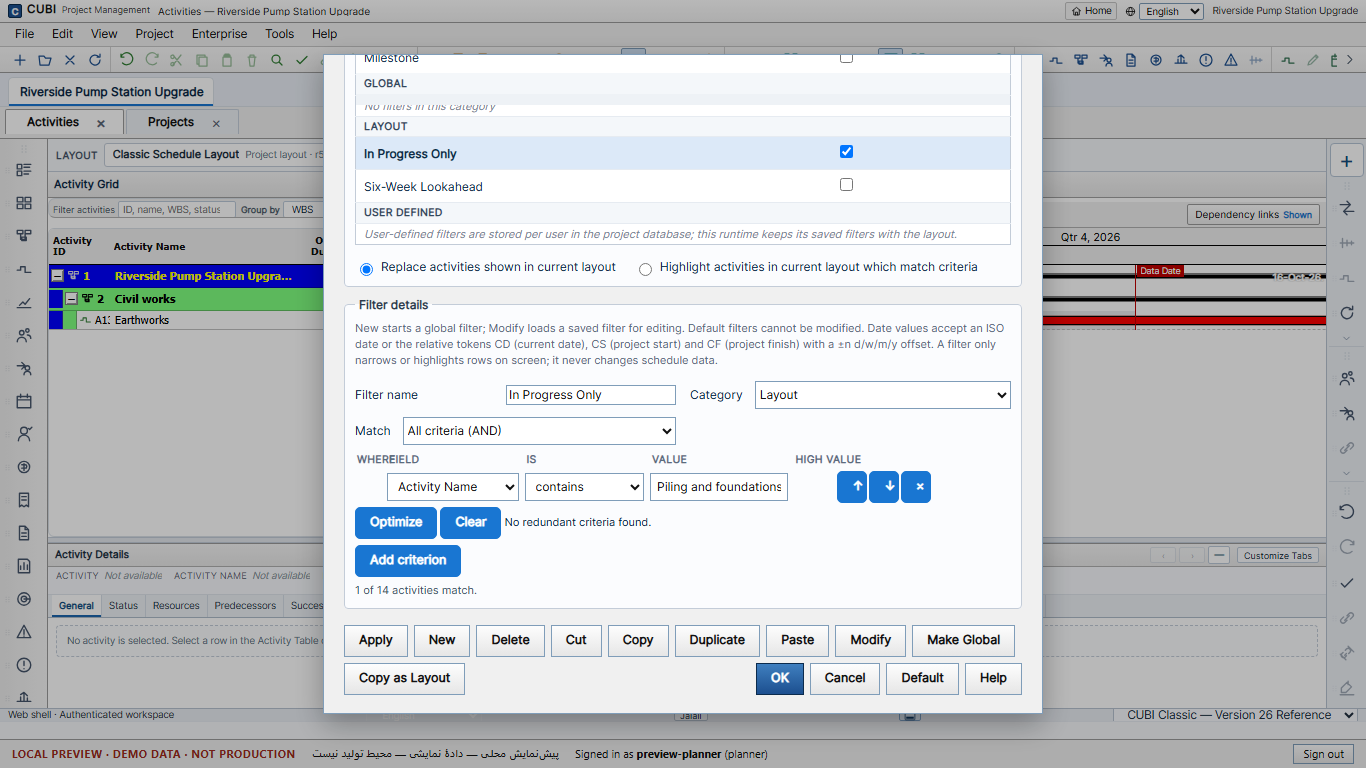 CUBI Project Management Activities — Riverside Pump Station Upgrade Home English Riverside Pump Station Upgrade
File Edit View Project Enterprise Tools Help
Riverside Pump Station Upgrade
Activities × Projects ×
LAYOUT Classic Schedule Layout Project layout · r5
Activity Grid
Filter activities ID, name, WBS, status Group by WBS
Activity ID Activity Name
1 Riverside Pump Station Upgra...
2 Civil works
Earthworks
Milestone
GLOBAL
No filters in this category
LAYOUT
In Progress Only
Six-Week Lookahead
USER DEFINED
User-defined filters are stored per user in the project database; this runtime keeps its saved filters with the layout.
Replace activities shown in current layout Highlight activities in current layout which match criteria
Filter details
New starts a global filter; Modify loads a saved filter for editing. Default filters cannot be modified. Date values accept an ISO
date or the relative tokens CD (current date), CS (project start) and CF (project finish) with a ±n d/w/m/y offset. A filter only
narrows or highlights rows on screen; it never changes schedule data.
Filter name In Progress Only Category Layout
Match All criteria (AND)
WHERE FIELD IS VALUE HIGH VALUE
Activity Name contains Piling and foundations
Optimize Clear No redundant criteria found.
Add criterion
1 of 14 activities match.
Apply New Delete Cut Copy Duplicate Paste Modify Make Global
Copy as Layout OK Cancel Default Help
Dependency links Shown
Qtr 4, 2026
Data Date
16-Oct-26
Activity Details Customize Tabs
ACTIVITY Not available ACTIVITY NAME Not available
General Status Resources Predecessors
No activity is selected. Select a row in the Activity Table
Web shell · Authenticated workspace Jalali CUBI Classic — Version 26 Reference
LOCAL PREVIEW · DEMO DATA · NOT PRODUCTION پیش‌نمایش محلی — دادهٔ نمایشی — محیط تولید نیست Signed in as preview-planner (planner) Sign out